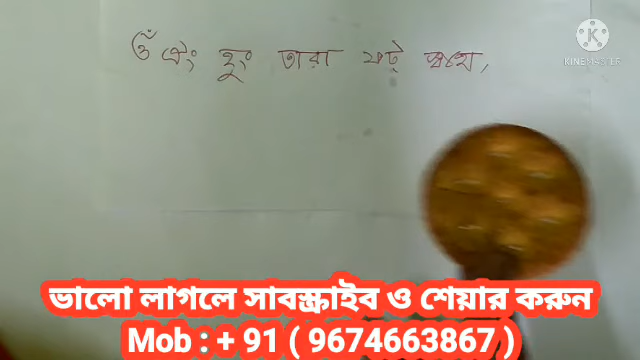 ওঁ ঐং হুং তারা ফট্ স্বাহা,
KINEMASTER
ভালো লাগলে সাবস্ক্রাইব ও শেয়ার করুন
Mob : + 91 ( 9674663867 )